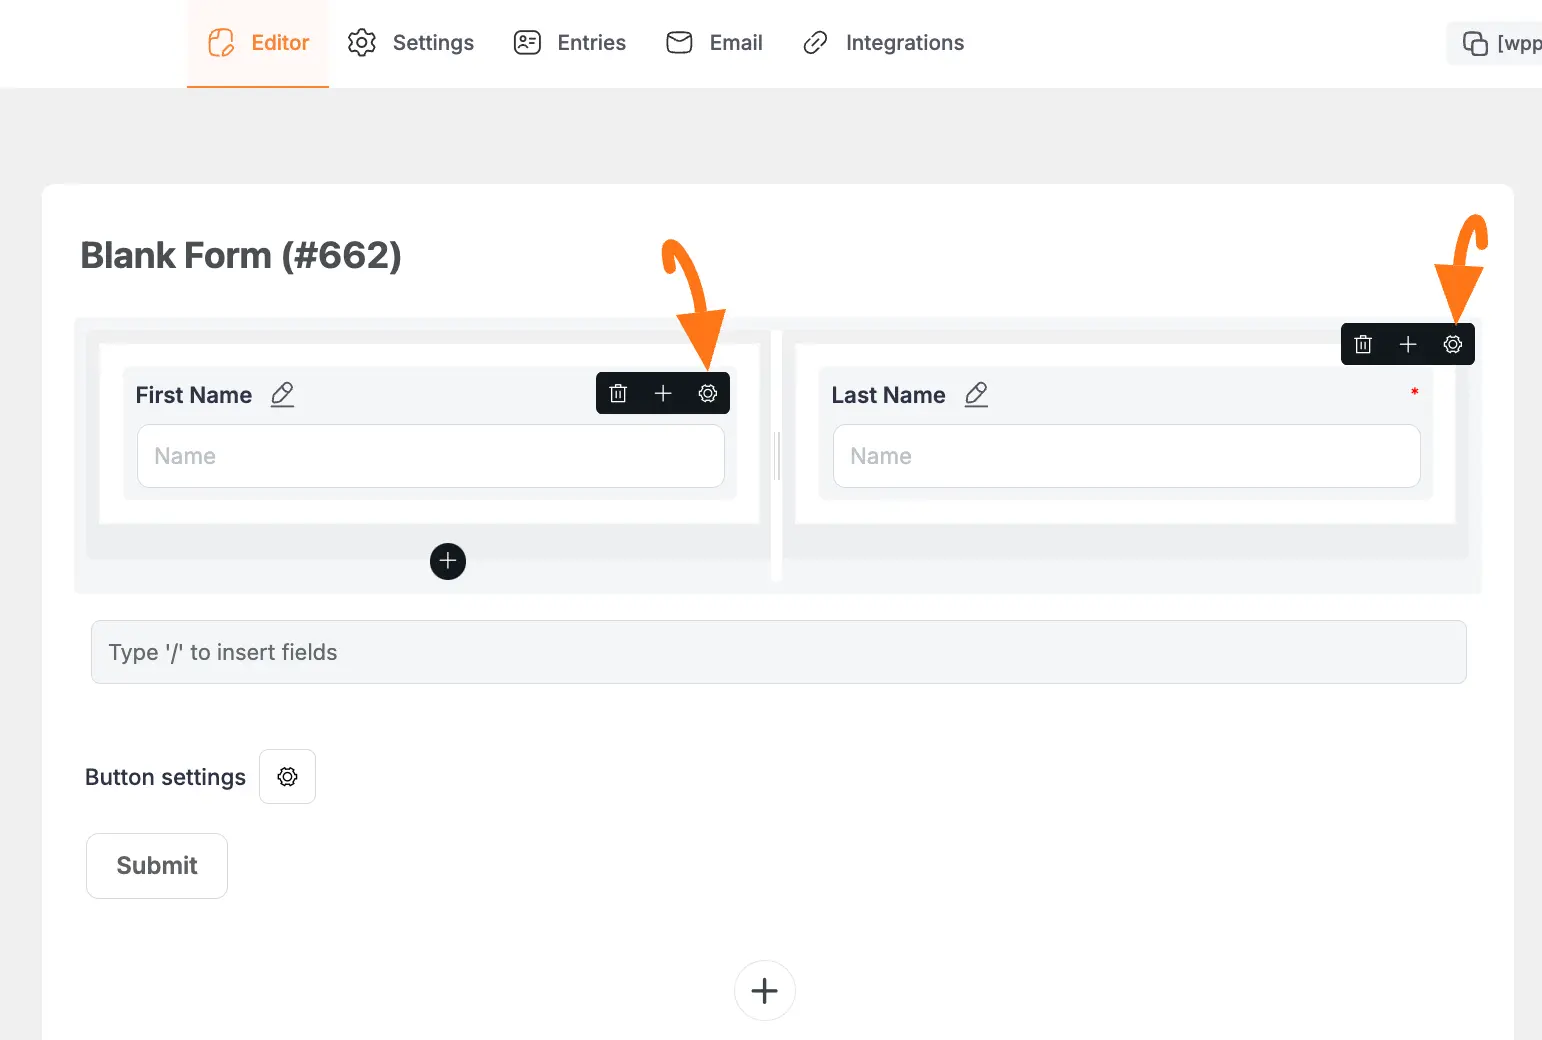 Editor Settings Entries Email Integrations [wpp
Blank Form (#662)
First Name Last Name *
Name Name
Type '/' to insert fields
Button settings
Submit